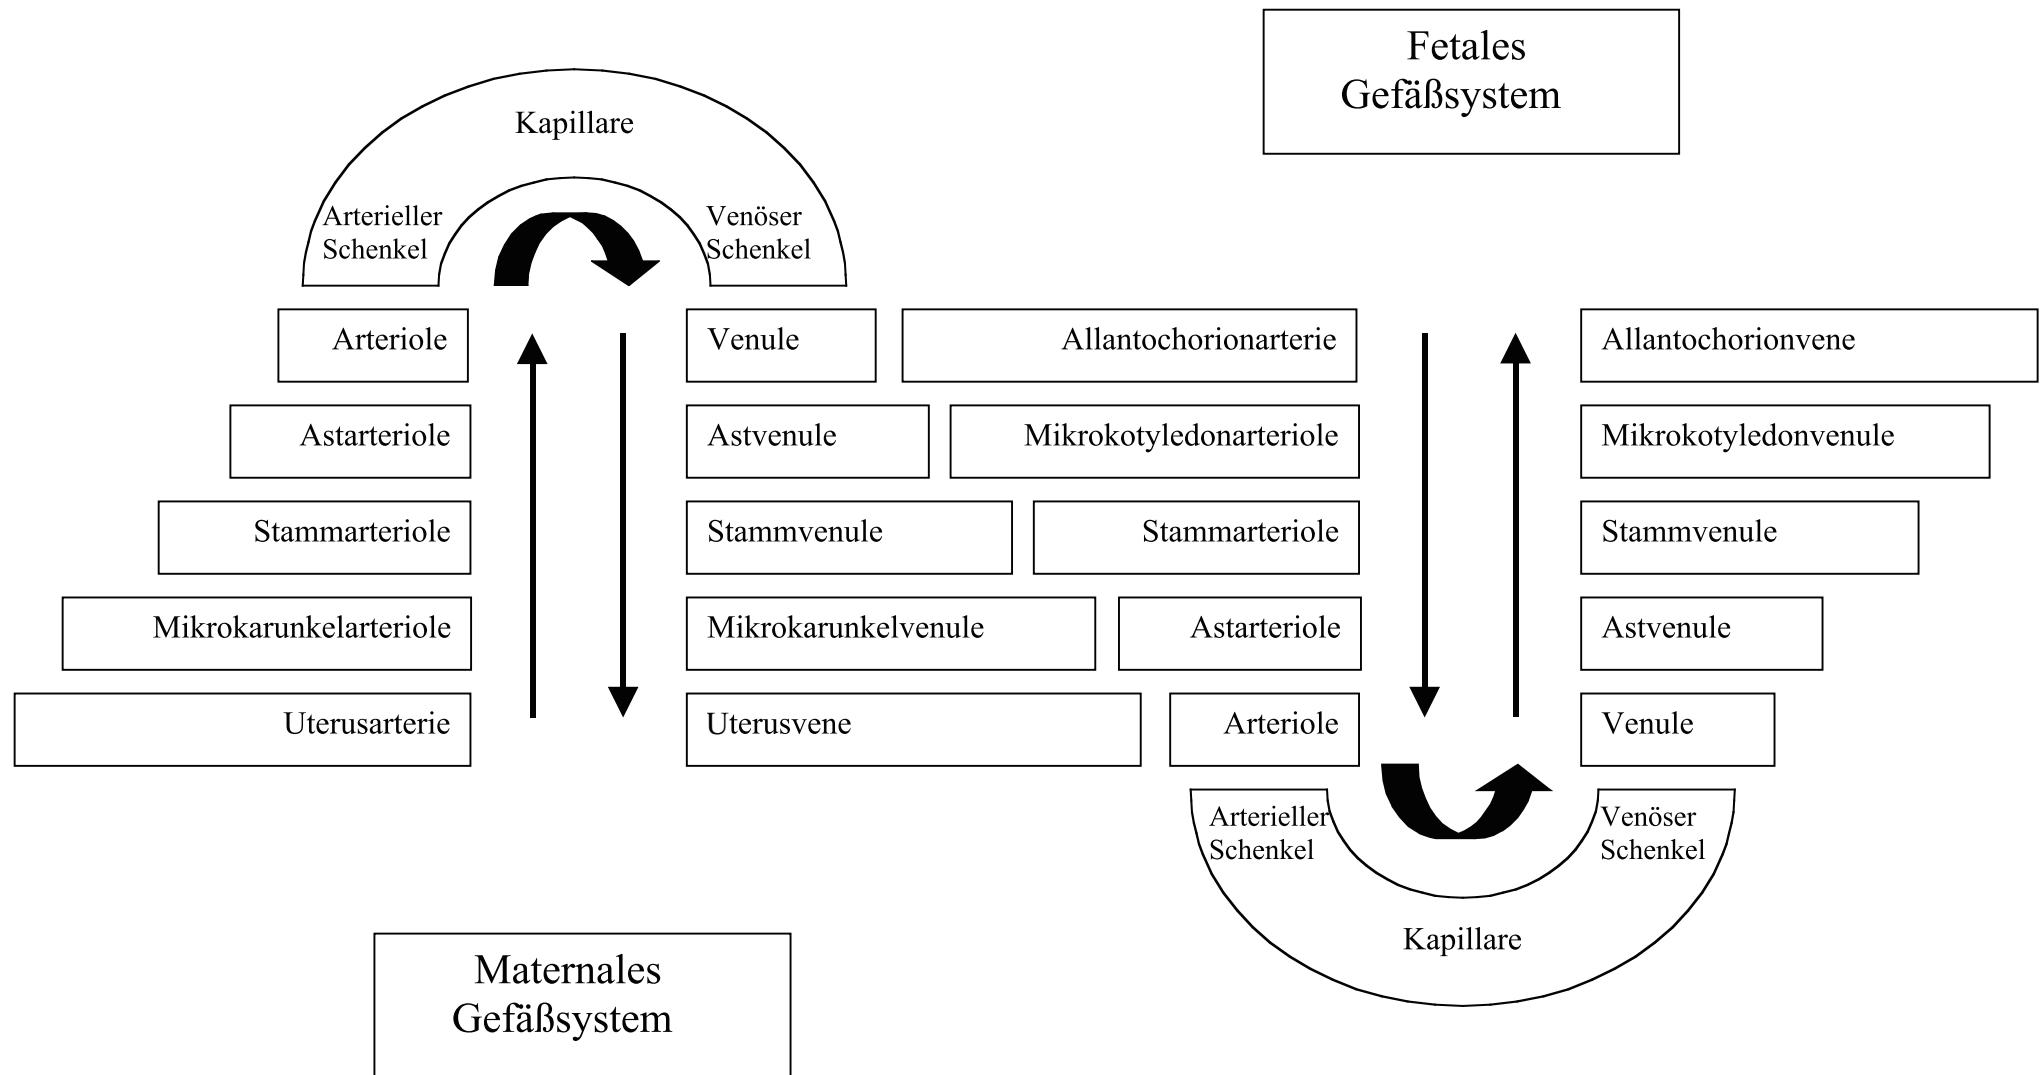 Fetales
Gefäßsystem
Kapillare
Arterieller
Schenkel
Venöser
Schenkel
Arteriole
Venule
Allantochorionarterie
Allantochorionvene
Astarteriole
Astvenule
Mikrokotyledonarteriole
Mikrokotyledonvenule
Stammarteriole
Stammvenule
Stammarteriole
Stammvenule
Mikrokarunkelarteriole
Mikrokarunkelvenule
Astarteriole
Astvenule
Uterusarterie
Uterusvene
Arteriole
Venule
Arterieller
Schenkel
Venöser
Schenkel
Kapillare
Maternales
Gefäßsystem